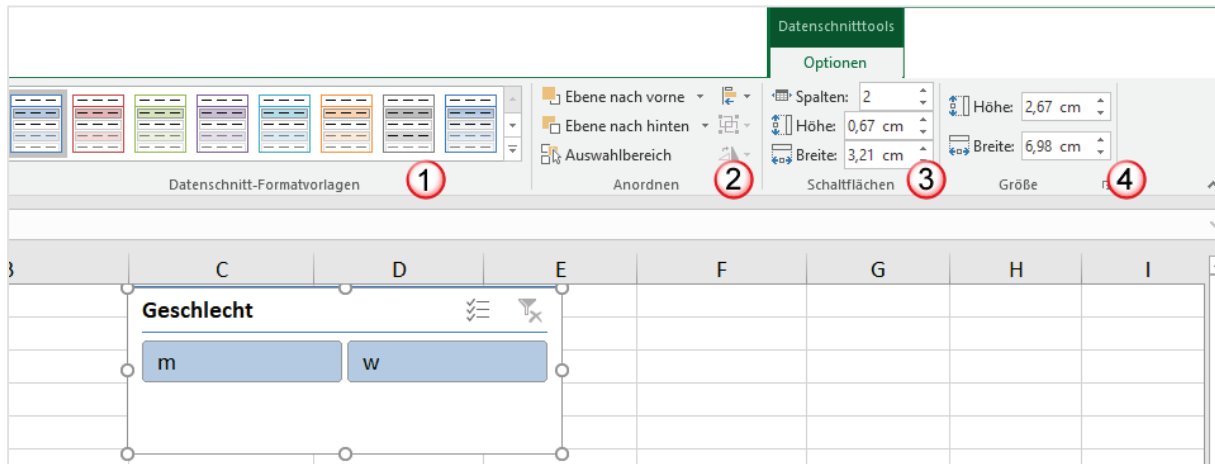 Datenschnitttools
Optionen
Ebene nach vorne
Spalten: 2
Höhe: 2,67 cm
Ebene nach hinten
Höhe: 0,67 cm
Auswahlbereich
Breite: 3,21 cm
Breite: 6,98 cm
Datenschnitt-Formatvorlagen 1
Anordnen 2
Schaltflächen 3
Größe 4
C D E F G H I
Geschlecht
m w